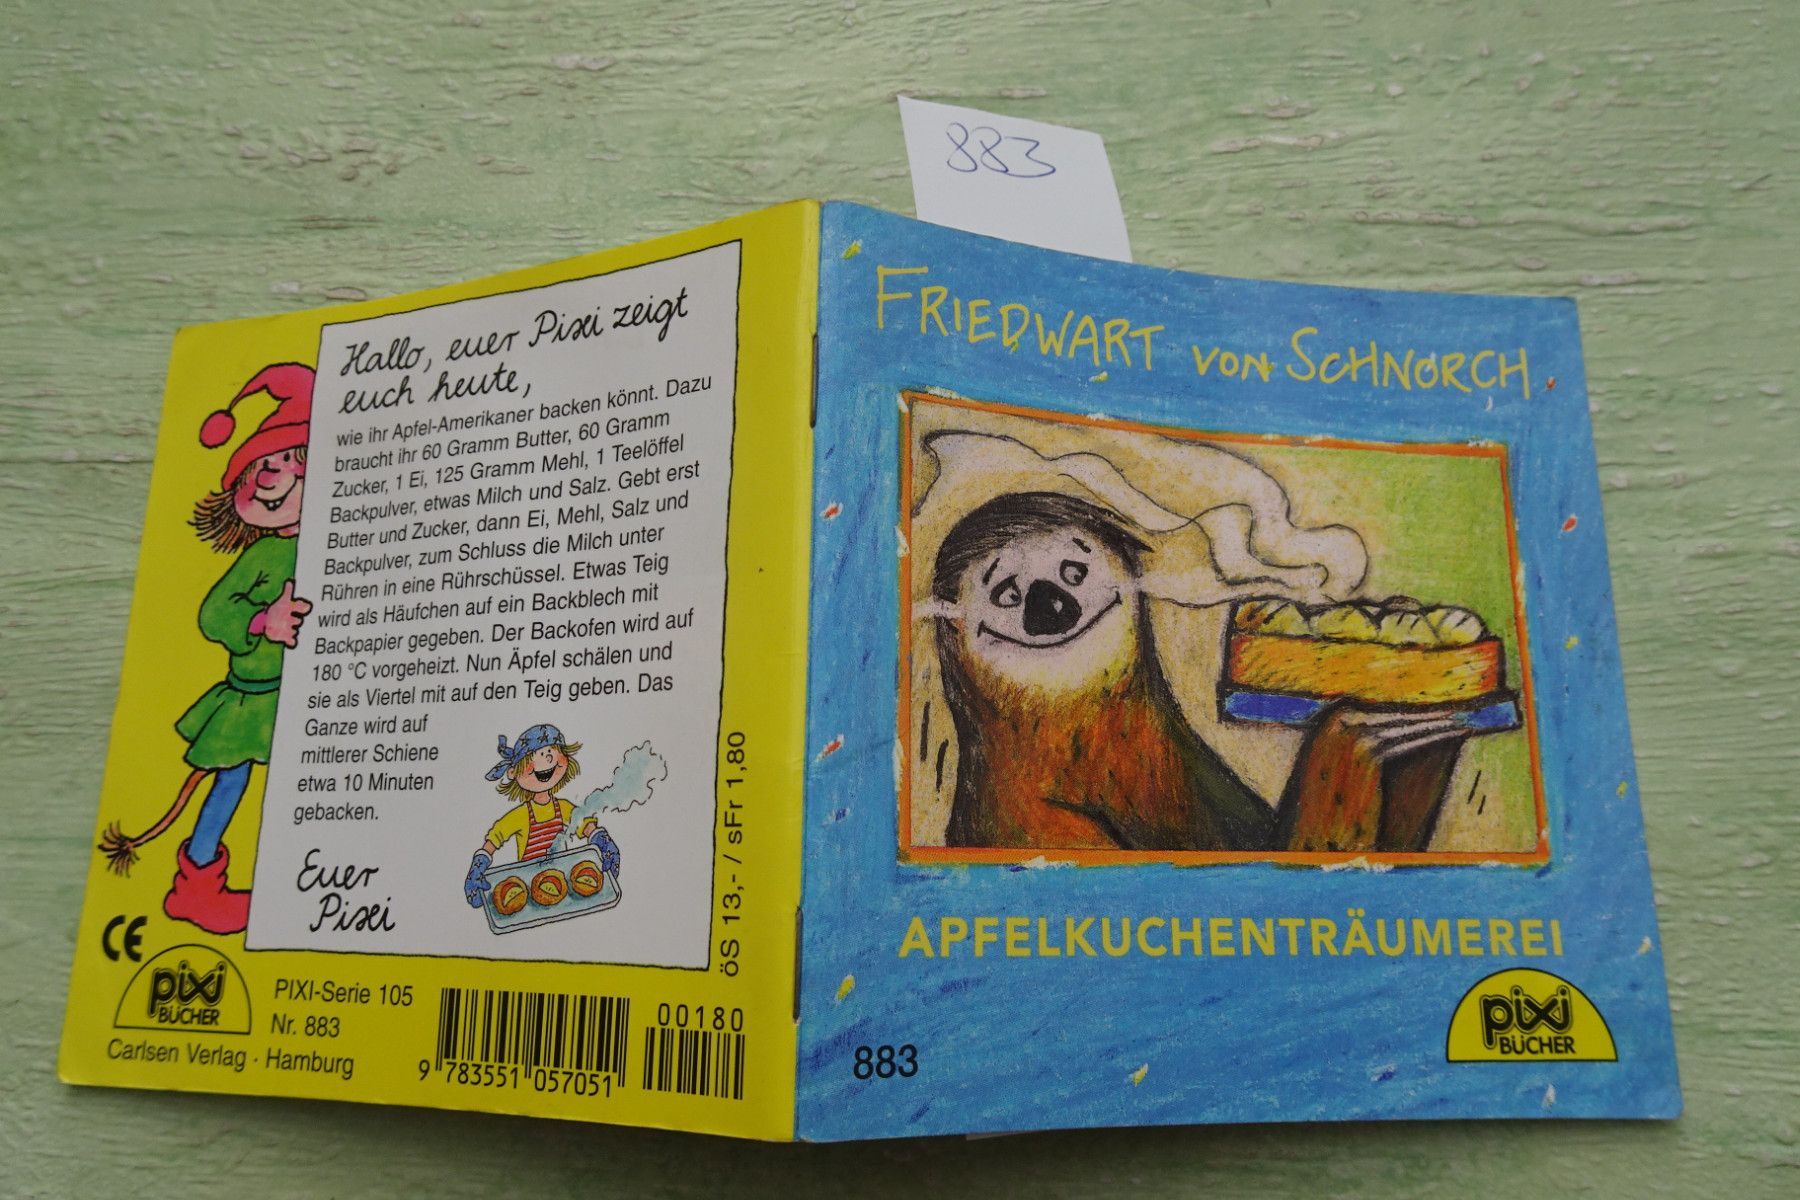 883
Hallo, euer Pixi zeigt
euch heute,
wie ihr Apfel-Amerikaner backen könnt. Dazu
braucht ihr 60 Gramm Butter, 60 Gramm
Zucker, 1 Ei, 125 Gramm Mehl, 1 Teelöffel
Backpulver, etwas Milch und Salz. Gebt erst
Butter und Zucker, dann Ei, Mehl, Salz und
Backpulver, zum Schluss die Milch unter
Rühren in eine Rührschüssel. Etwas Teig
wird als Häufchen auf ein Backblech mit
Backpapier gegeben. Der Backofen wird auf
180 °C vorgeheizt. Nun Äpfel schälen und
sie als Viertel mit auf den Teig geben. Das
Ganze wird auf
mittlerer Schiene
etwa 10 Minuten
gebacken.
Euer
Pixi
öS 13,- / sFr 1,80
CE
pixi
BÜCHER
PIXI-Serie 105
Nr. 883
Carlsen Verlag · Hamburg
9 783551 057051
00180
FRIEDWART VON SCHNORCH
APFELKUCHENTRÄUMEREI
883
pixi
BÜCHER